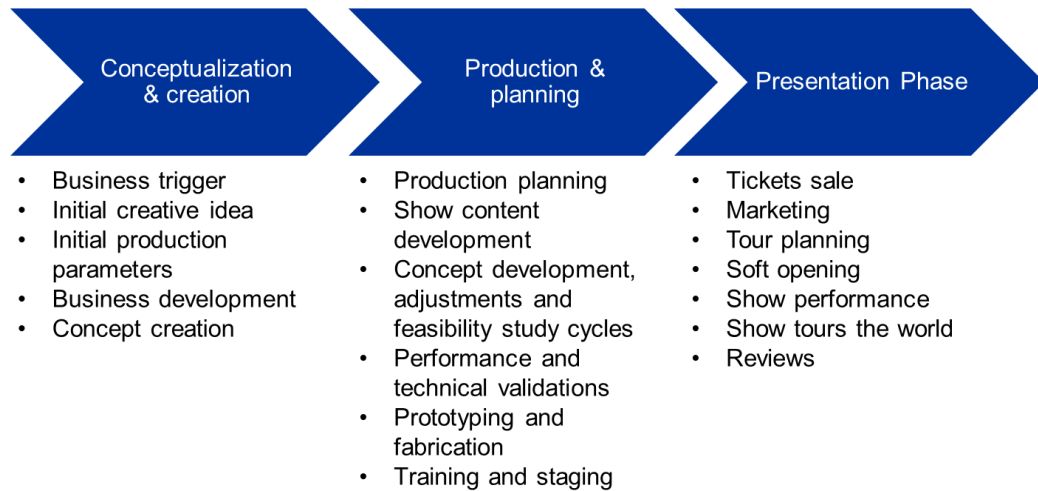 Conceptualization
& creation
• Business trigger
• Initial creative idea
• Initial production
parameters
• Business development
• Concept creation
Production &
planning
• Production planning
• Show content
development
• Concept development,
adjustments and
feasibility study cycles
• Performance and
technical validations
• Prototyping and
fabrication
• Training and staging
Presentation Phase
• Tickets sale
• Marketing
• Tour planning
• Soft opening
• Show performance
• Show tours the world
• Reviews